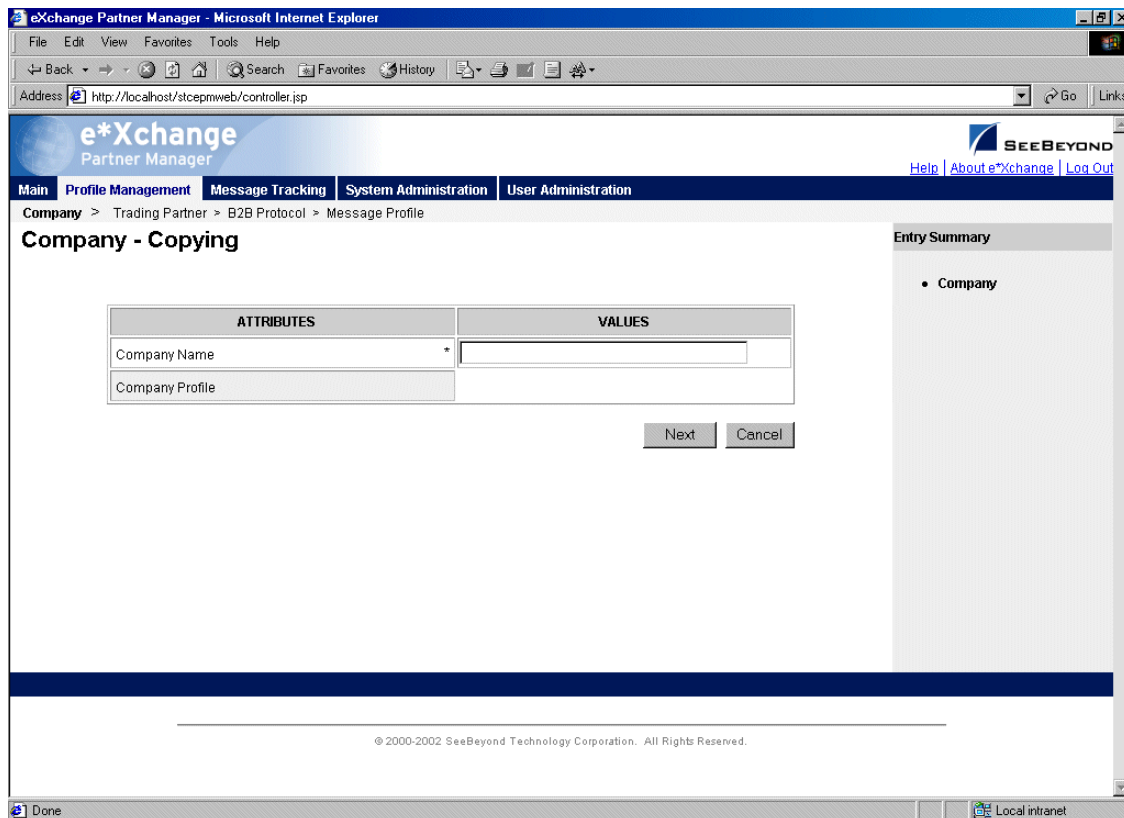 eXchange Partner Manager - Microsoft Internet Explorer
File Edit View Favorites Tools Help
Back Search Favorites History
Address http://localhost/stcepmweb/controller.jsp Go Links
e*Xchange
Partner Manager
SEEBEYOND
Help | About e*Xchange | Log Out
Main Profile Management Message Tracking System Administration User Administration
Company > Trading Partner > B2B Protocol > Message Profile
Company - Copying
Entry Summary
• Company
ATTRIBUTES VALUES
Company Name *
Company Profile
Next Cancel
© 2000-2002 SeeBeyond Technology Corporation. All Rights Reserved.
Done Local intranet